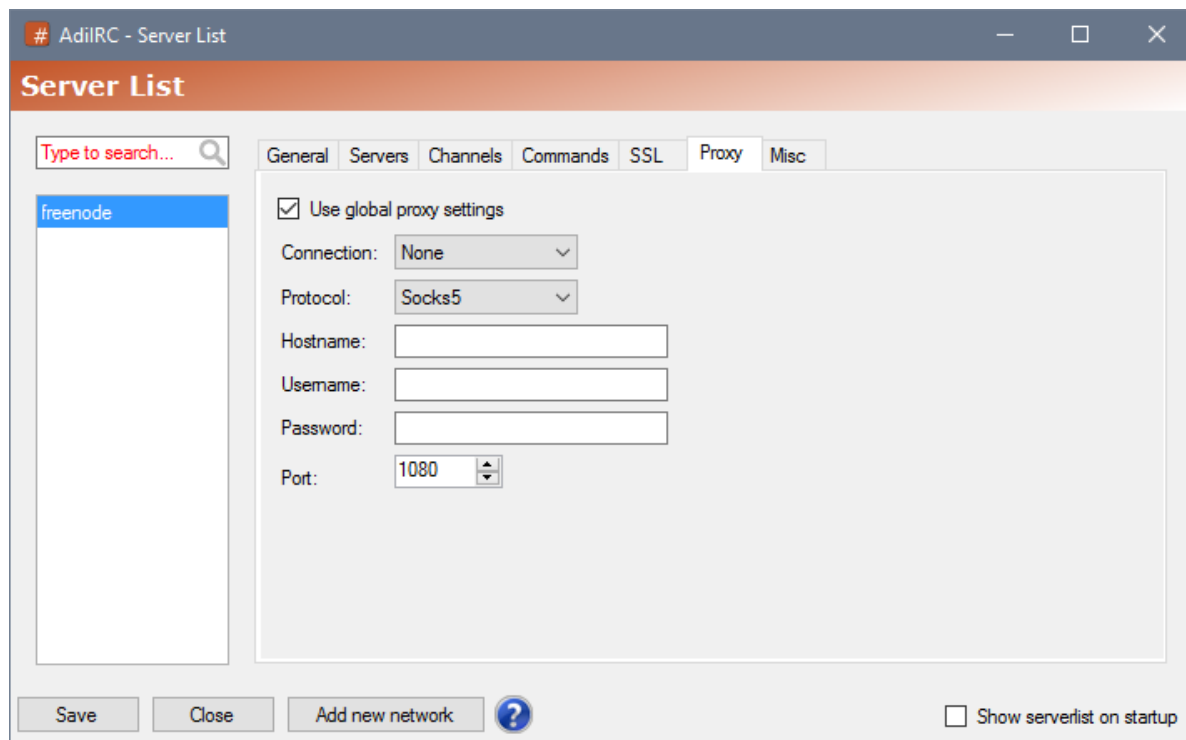 # AdiIRC - Server List
Server List
Type to search...
freenode
General Servers Channels Commands SSL Proxy Misc
Use global proxy settings
Connection: None
Protocol: Socks5
Hostname:
Username:
Password:
Port: 1080
Save Close Add new network ? Show serverlist on startup